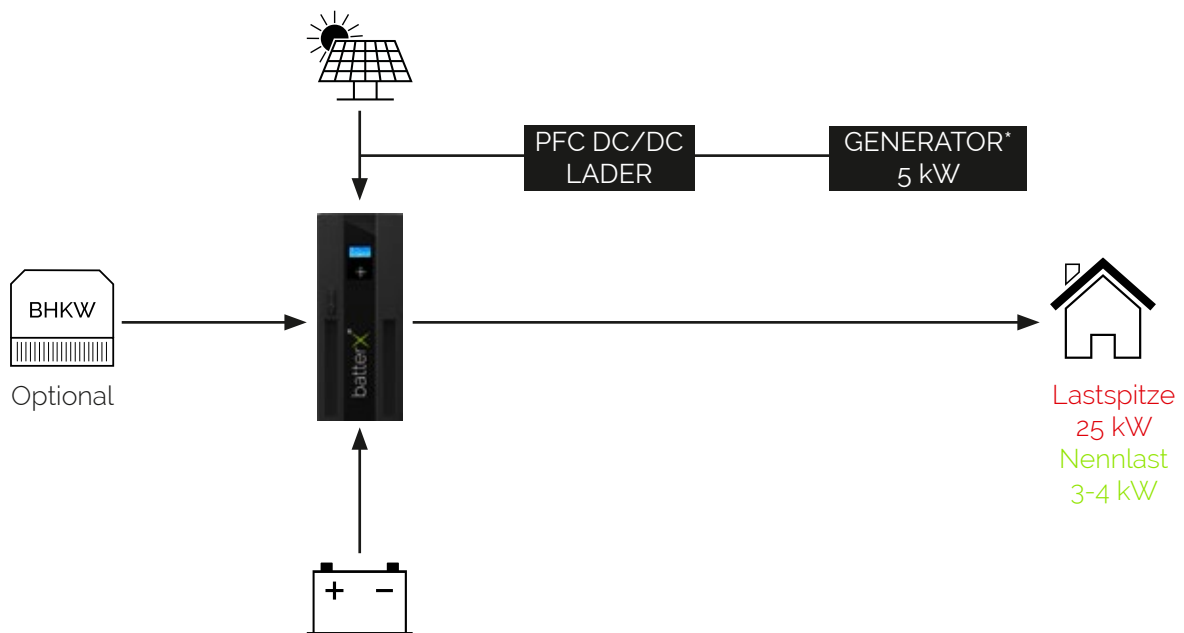 PFC DC/DC
LADER
GENERATOR*
5 kW
BHKW
Optional
batterX®
Lastspitze
25 kW
Nennlast
3-4 kW
+ −